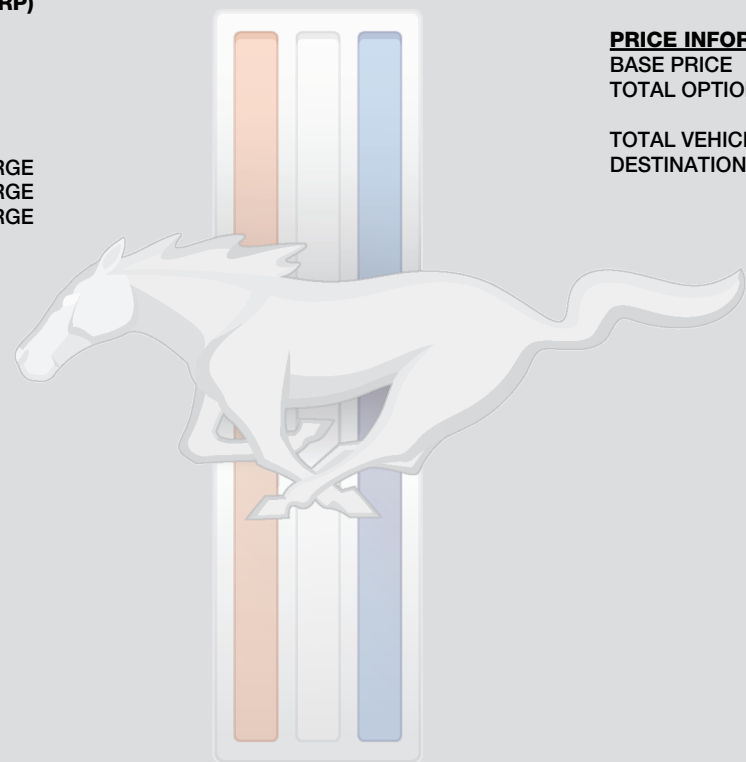 RP)
RGE
RGE
RGE
PRICE INFOR
BASE PRICE
TOTAL OPTIO
TOTAL VEHICL
DESTINATION